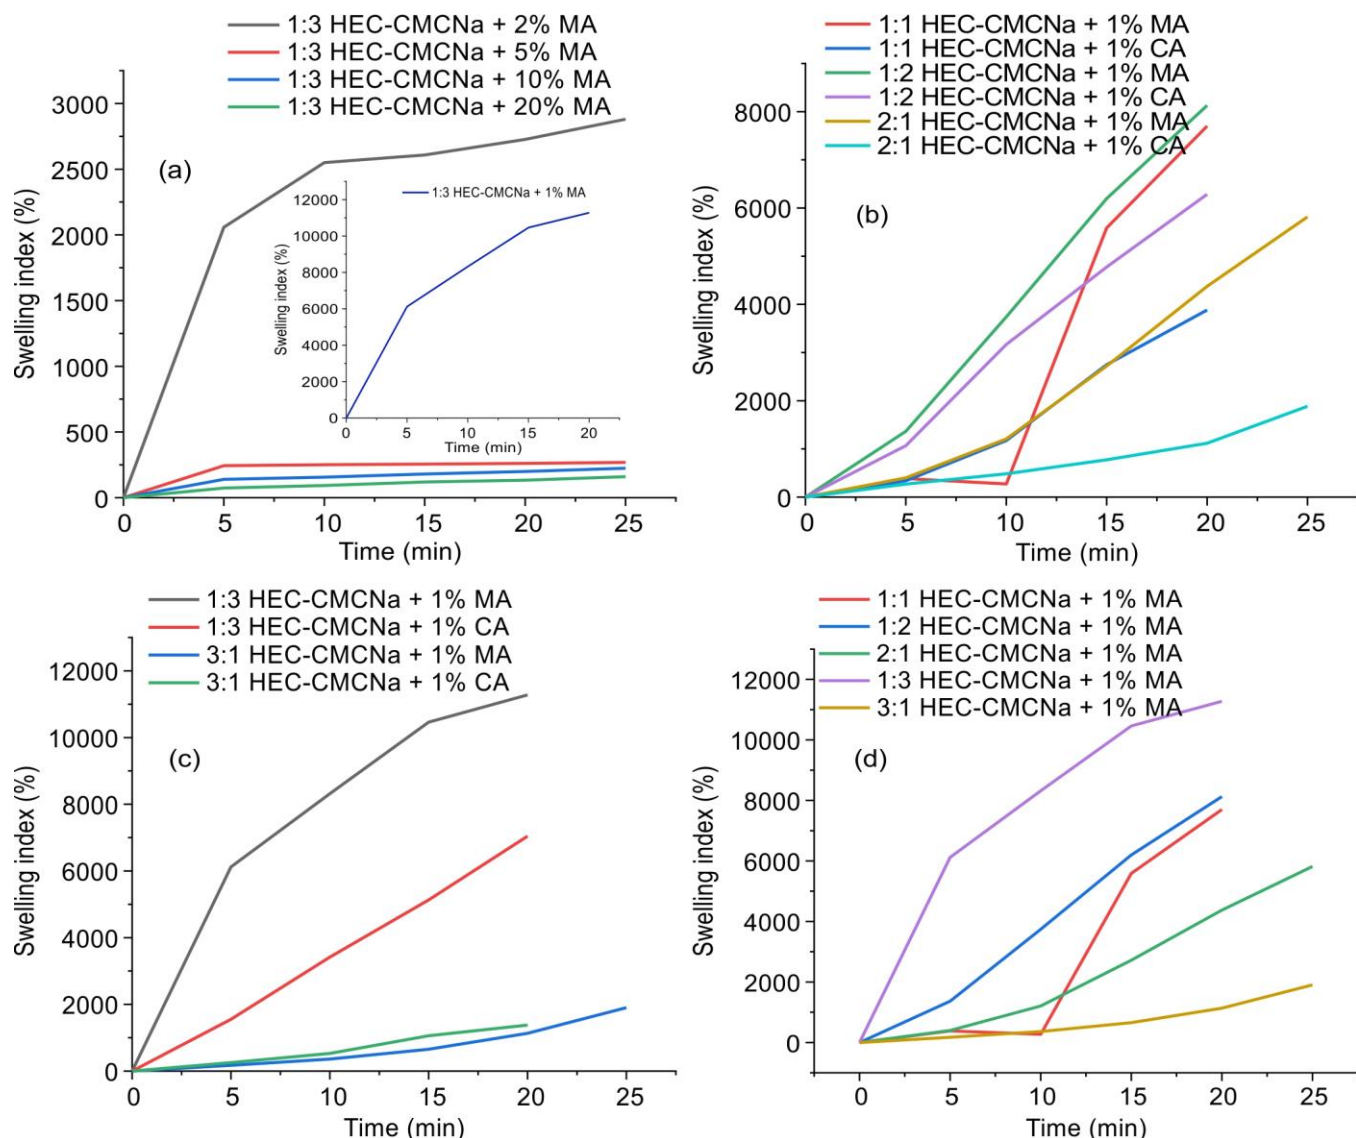 1:3 HEC-CMCNa + 2% MA
1:3 HEC-CMCNa + 5% MA
1:3 HEC-CMCNa + 10% MA
1:3 HEC-CMCNa + 20% MA
(a)
Swelling index (%)
3000
2500
2000
1500
1000
500
0
0 5 10 15 20 25
Time (min)
1:3 HEC-CMCNa + 1% MA
Swelling index (%)
12000
10000
8000
6000
4000
2000
0
0 5 10 15 20
Time (min)
1:1 HEC-CMCNa + 1% MA
1:1 HEC-CMCNa + 1% CA
1:2 HEC-CMCNa + 1% MA
1:2 HEC-CMCNa + 1% CA
2:1 HEC-CMCNa + 1% MA
2:1 HEC-CMCNa + 1% CA
(b)
Swelling index (%)
8000
6000
4000
2000
0
0 5 10 15 20 25
Time (min)
1:3 HEC-CMCNa + 1% MA
1:3 HEC-CMCNa + 1% CA
3:1 HEC-CMCNa + 1% MA
3:1 HEC-CMCNa + 1% CA
(c)
Swelling index (%)
12000
10000
8000
6000
4000
2000
0
0 5 10 15 20 25
Time (min)
1:1 HEC-CMCNa + 1% MA
1:2 HEC-CMCNa + 1% MA
2:1 HEC-CMCNa + 1% MA
1:3 HEC-CMCNa + 1% MA
3:1 HEC-CMCNa + 1% MA
(d)
Swelling index (%)
12000
10000
8000
6000
4000
2000
0
0 5 10 15 20 25
Time (min)